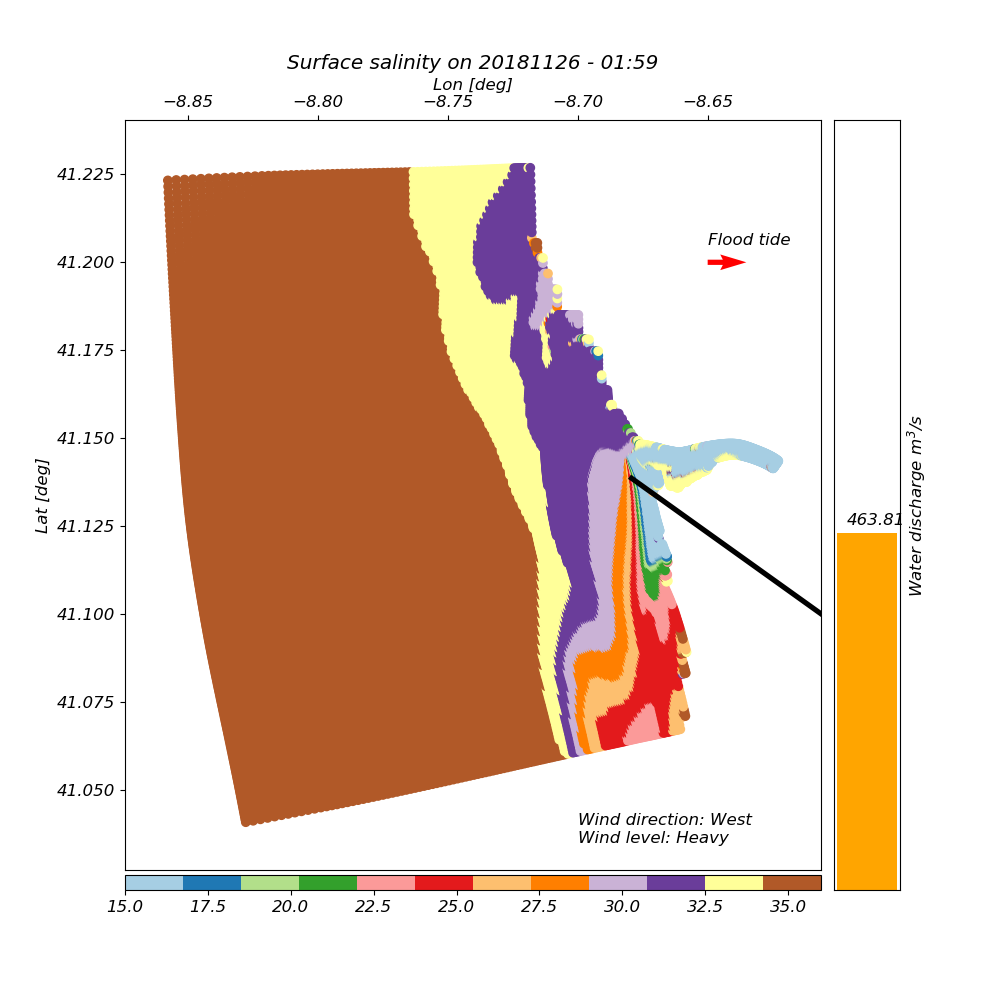 Surface salinity on 20181126 - 01:59
Lon [deg]
−8.85 −8.80 −8.75 −8.70 −8.65
41.225
41.200
41.175
41.150
41.125
41.100
41.075
41.050
Lat [deg]
Flood tide
463.81
Water discharge m³/s
Wind direction: West
Wind level: Heavy
15.0 17.5 20.0 22.5 25.0 27.5 30.0 32.5 35.0